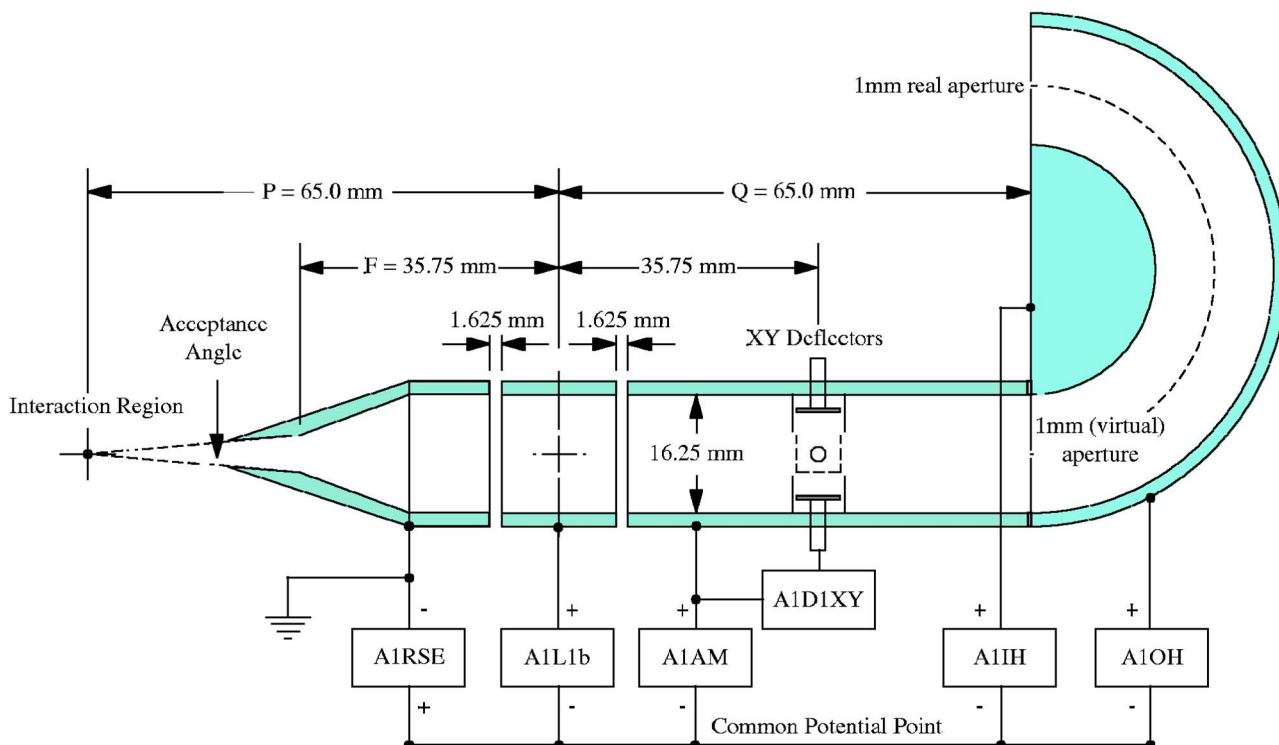 1mm real aperture
P = 65.0 mm
Q = 65.0 mm
F = 35.75 mm
35.75 mm
1.625 mm
1.625 mm
Acceptance
Angle
XY Deflectors
Interaction Region
16.25 mm
1mm (virtual)
aperture
A1D1XY
-
+
+
+
+
A1RSE
A1L1b
A1AM
A1IH
A1OH
+
-
-
-
-
Common Potential Point